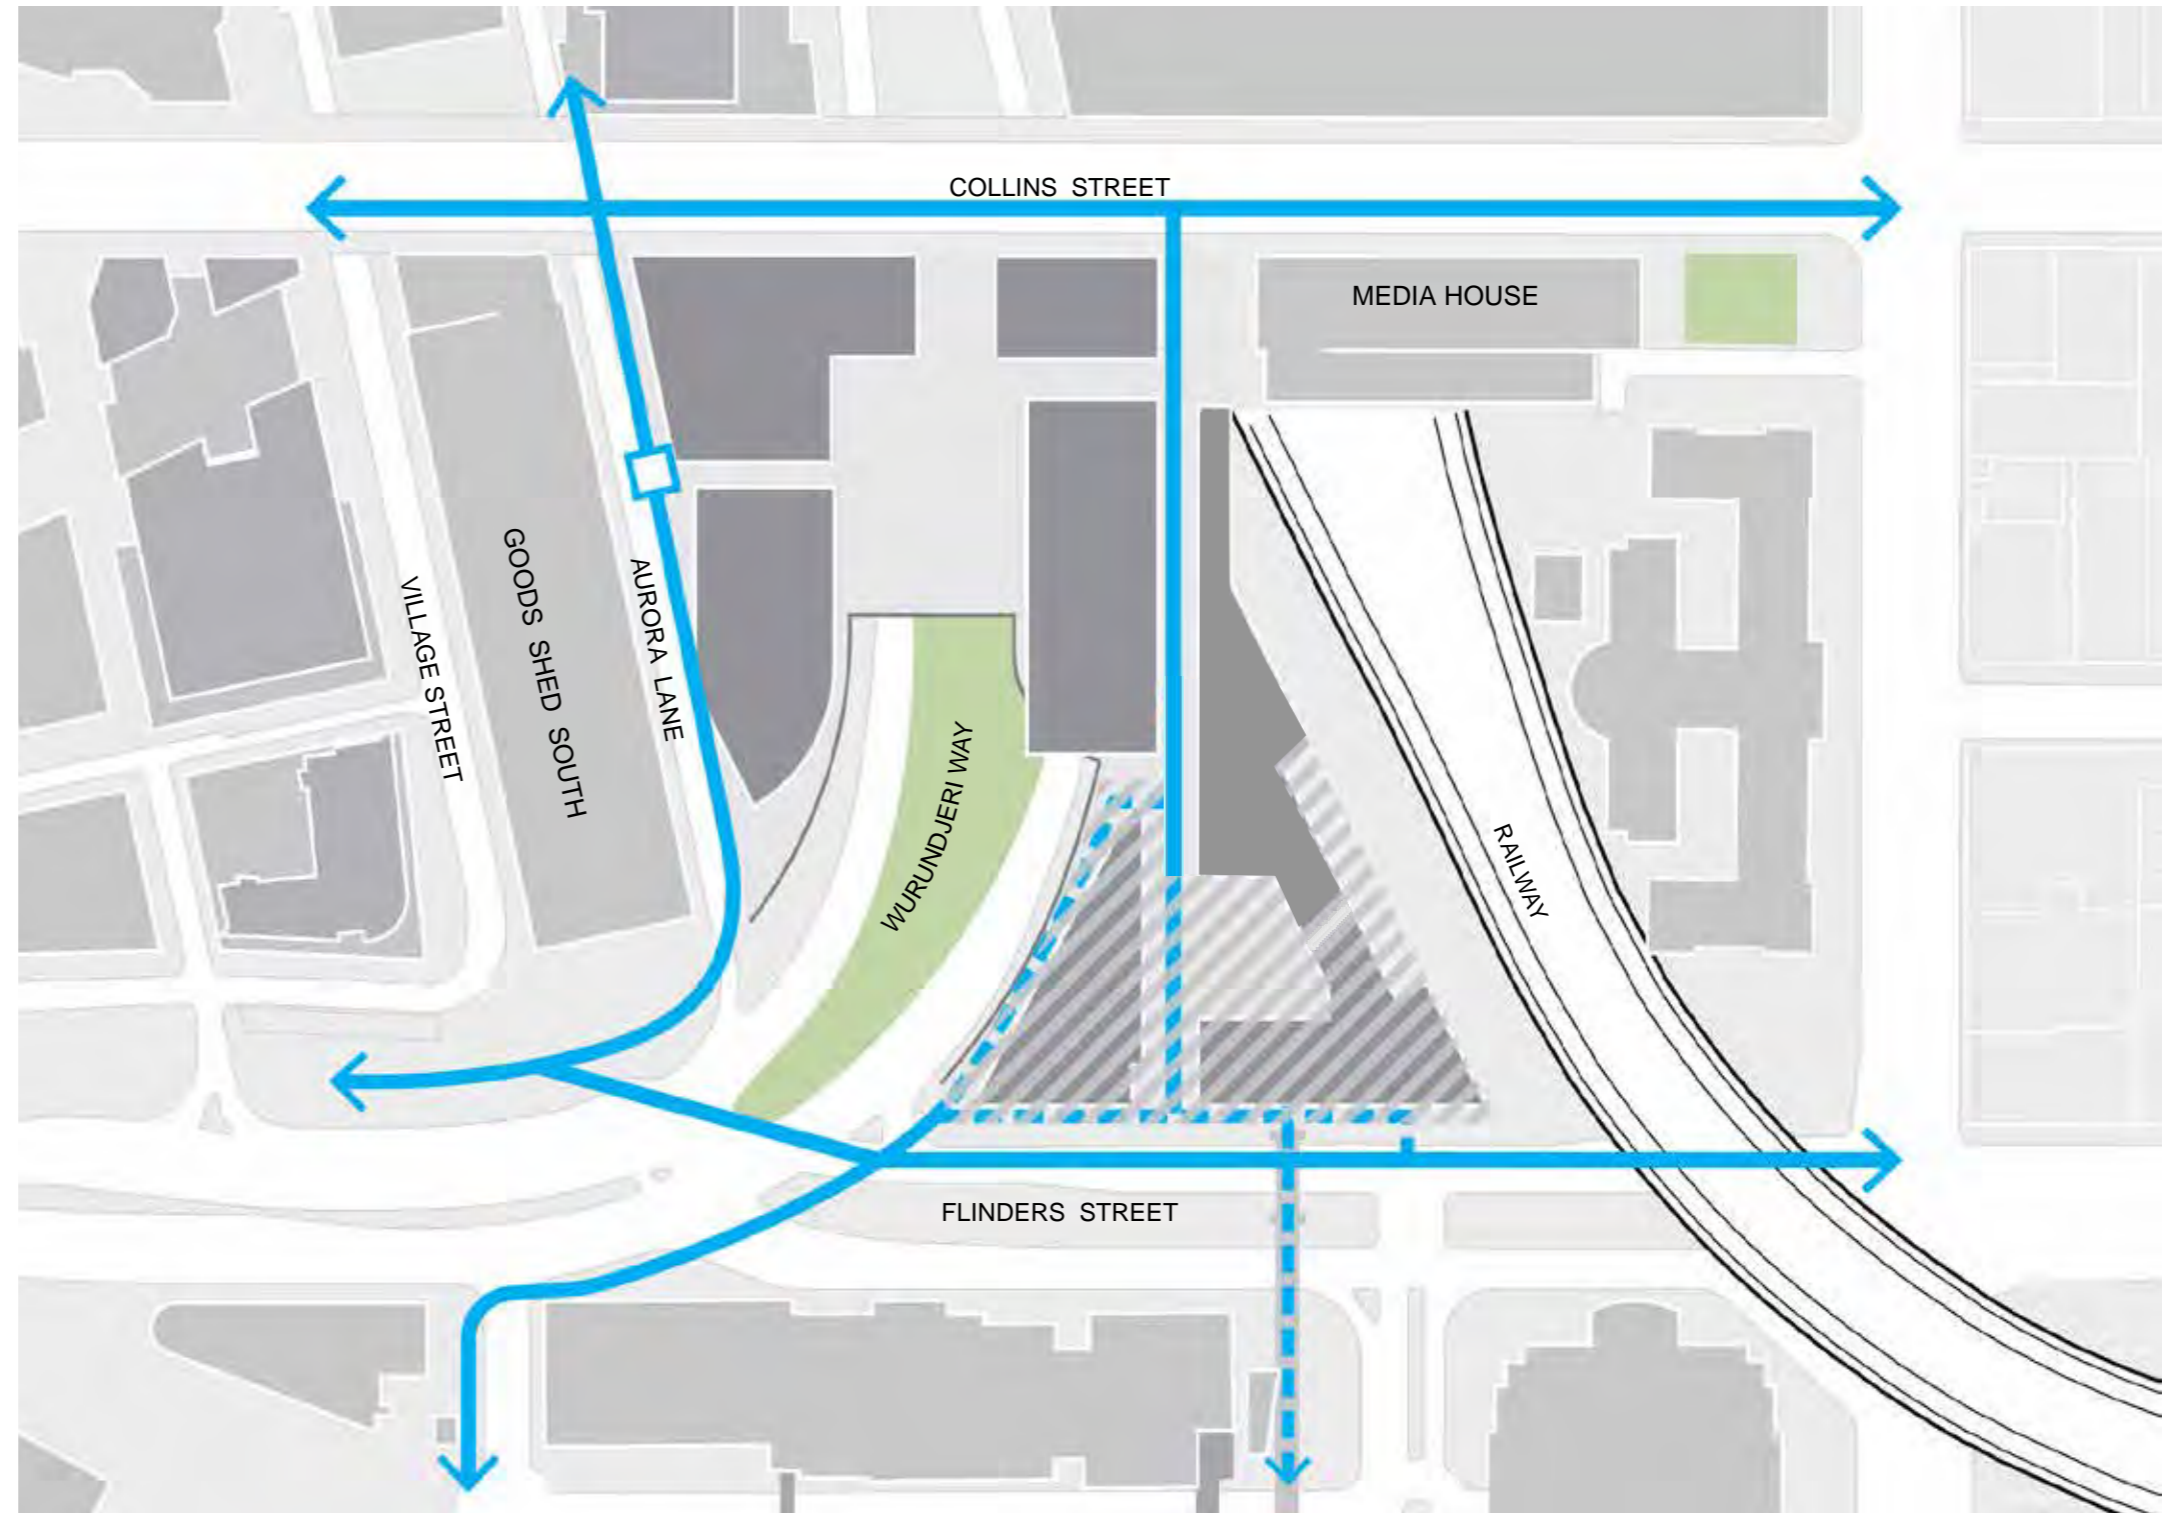 COLLINS STREET
MEDIA HOUSE
GOODS SHED SOUTH
AURORA LANE
VILLAGE STREET
WURUNDJERI WAY
RAILWAY
FLINDERS STREET